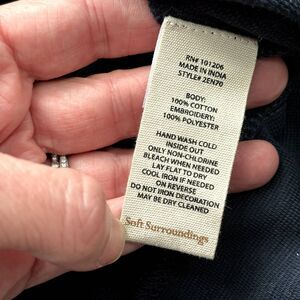 RN# 101206
MADE IN INDIA
STYLE# 2EN70
BODY:
100% COTTON
EMBROIDERY:
100% POLYESTER
HAND WASH COLD
INSIDE OUT
ONLY NON-CHLORINE
BLEACH WHEN NEEDED
LAY FLAT TO DRY
COOL IRON IF NEEDED
ON REVERSE
DO NOT IRON DECORATION
MAY BE DRY CLEANED
Soft Surroundings